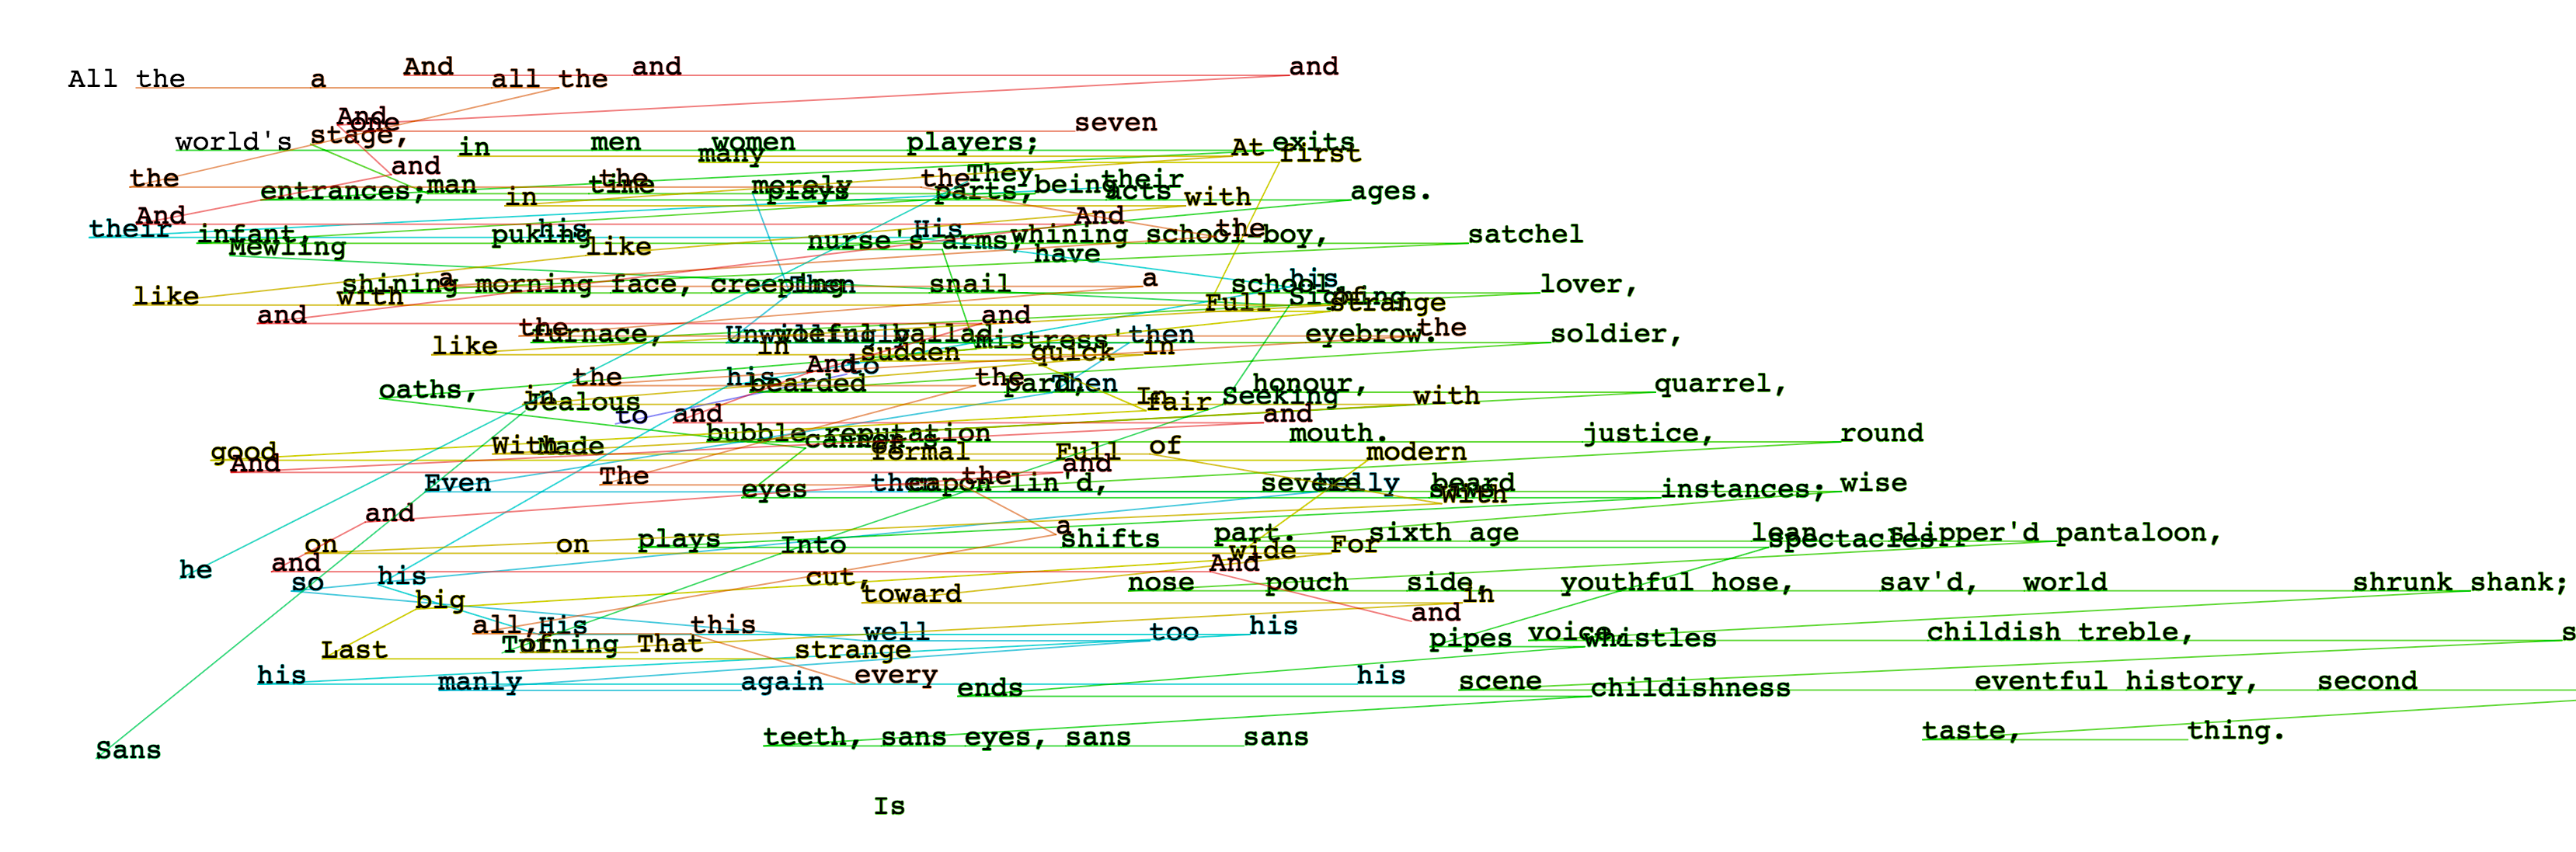 And and and
All the a all the
And
one seven
stage,
world's in men women players; At exits
many first
and
the the the They
entrances; man time merely parts, being their
in plays acts with ages.
And And
their infant, puking his His whining school-boy, the satchel
Mewling like nurse's arms, have
shining morning face, creeping a Then snail a school. his lover,
like with Full Sighing of strange
and and
furnace, the Unwillingly woeful ballad mistress' then eyebrow. the soldier,
like in sudden quick in
And to
oaths, the his bearded the pard, Then honour, quarrel,
in Jealous In fair Seeking with
to and and
bubble reputation cannon's mouth. justice, round
good With Made formal Full of modern
And The the and
Even eyes then capon lin'd, severe belly beard sans with instances; wise
and
on on plays Into a shifts part. sixth age lean spectacles slipper'd pantaloon,
wide For
he and so his cut, And nose pouch side, youthful hose, sav'd, world shrunk shank;
big toward in
and
all, His this well too his pipes voice, whistles childish treble,
Last Turning of That strange
his manly again every his scene eventful history, second
ends childishness
teeth, sans eyes, sans sans taste, thing.
Sans
Is